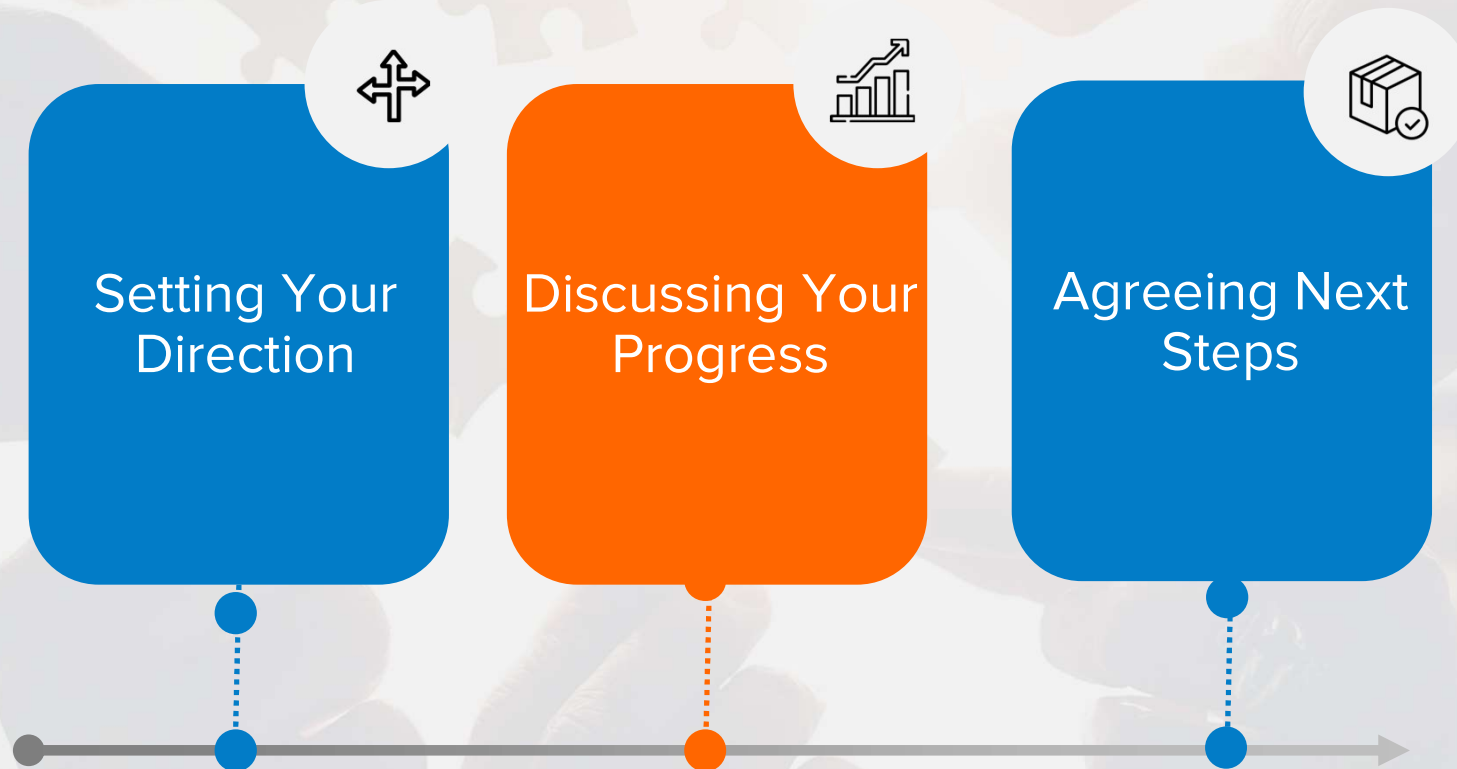 Setting Your
Direction
Discussing Your
Progress
Agreeing Next
Steps